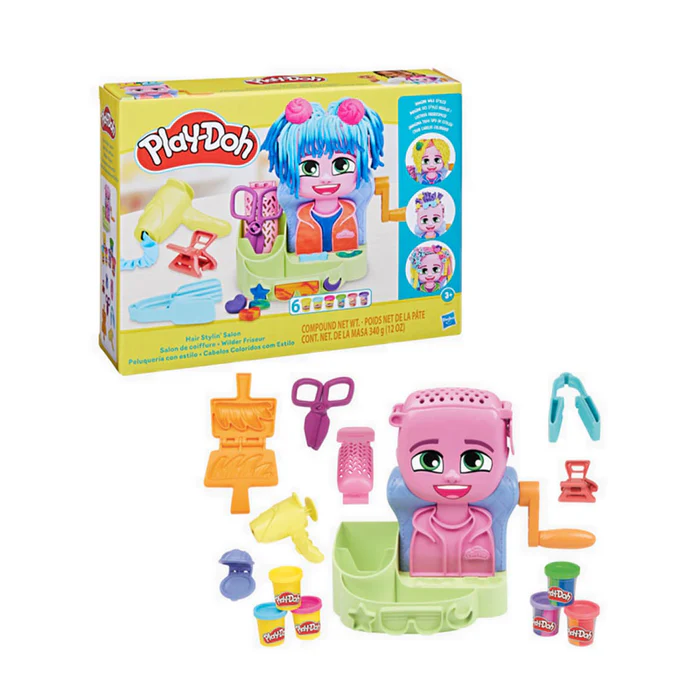 Play-Doh
Play-Doh
6
COMPOUND NET WT. - POIDS NET DE LA PÂTE
CONT. NET. DE LA MASA 340 g (12 OZ)
Hair Stylin' Salon
Salon de coiffure • Wilder Friseur
Peluquería con estilo • Cabelos Coloridos com Estilo
3+
Hasbro
Play-Doh
Play-Doh
Play-Doh
Play-Doh
Play-Doh
Play-Doh